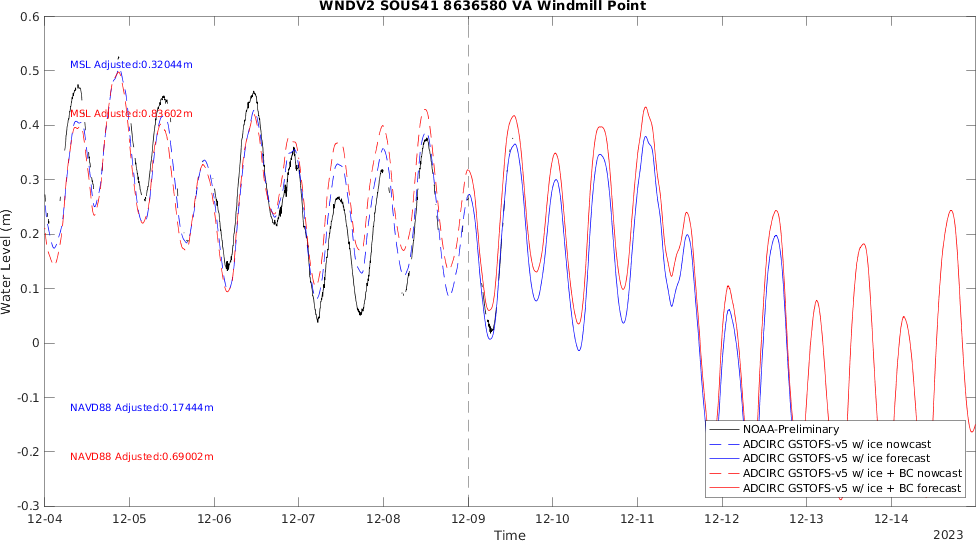 WNDV2 SOUS41 8636580 VA Windmill Point
0.6
0.5
0.4
0.3
0.2
0.1
0
-0.1
-0.2
-0.3
Water Level (m)
MSL Adjusted:0.32044m
MSL Adjusted:0.83602m
NAVD88 Adjusted:0.17444m
NAVD88 Adjusted:0.69002m
NOAA-Preliminary
ADCIRC GSTOFS-v5 w/ ice nowcast
ADCIRC GSTOFS-v5 w/ ice forecast
ADCIRC GSTOFS-v5 w/ ice + BC nowcast
ADCIRC GSTOFS-v5 w/ ice + BC forecast
12-04 12-05 12-06 12-07 12-08 12-09 12-10 12-11 12-12 12-13 12-14
Time
2023